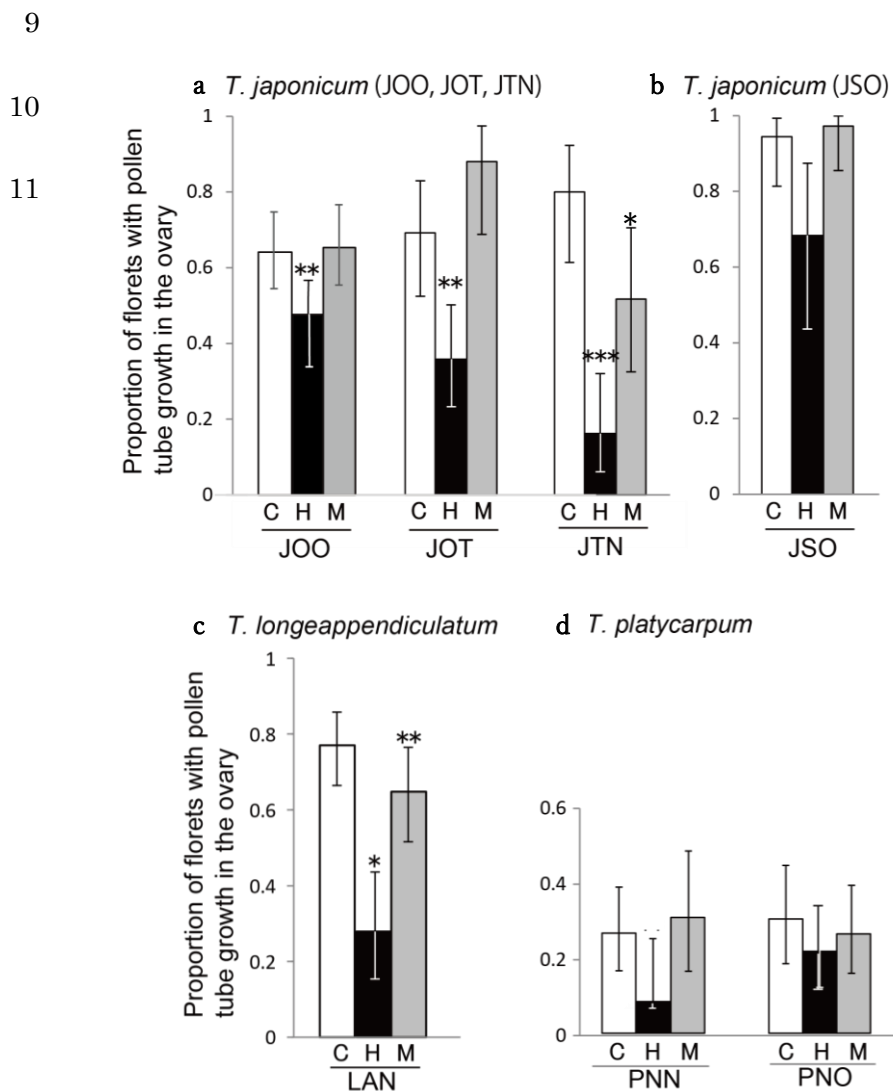 9
10
11
a T. japonicum (JOO, JOT, JTN)
b T. japonicum (JSO)
Proportion of florets with pollen
tube growth in the ovary
1
0.8
0.6
0.4
0.2
0
**
**
***
*
C H M
JOO
C H M
JOT
C H M
JTN
1
0.8
0.6
0.4
0.2
0
C H M
JSO
c T. longeappendiculatum
d T. platycarpum
Proportion of florets with pollen
tube growth in the ovary
1
0.8
0.6
0.4
0.2
0
*
**
C H M
LAN
0.6
0.4
0.2
0
C H M
PNN
C H M
PNO